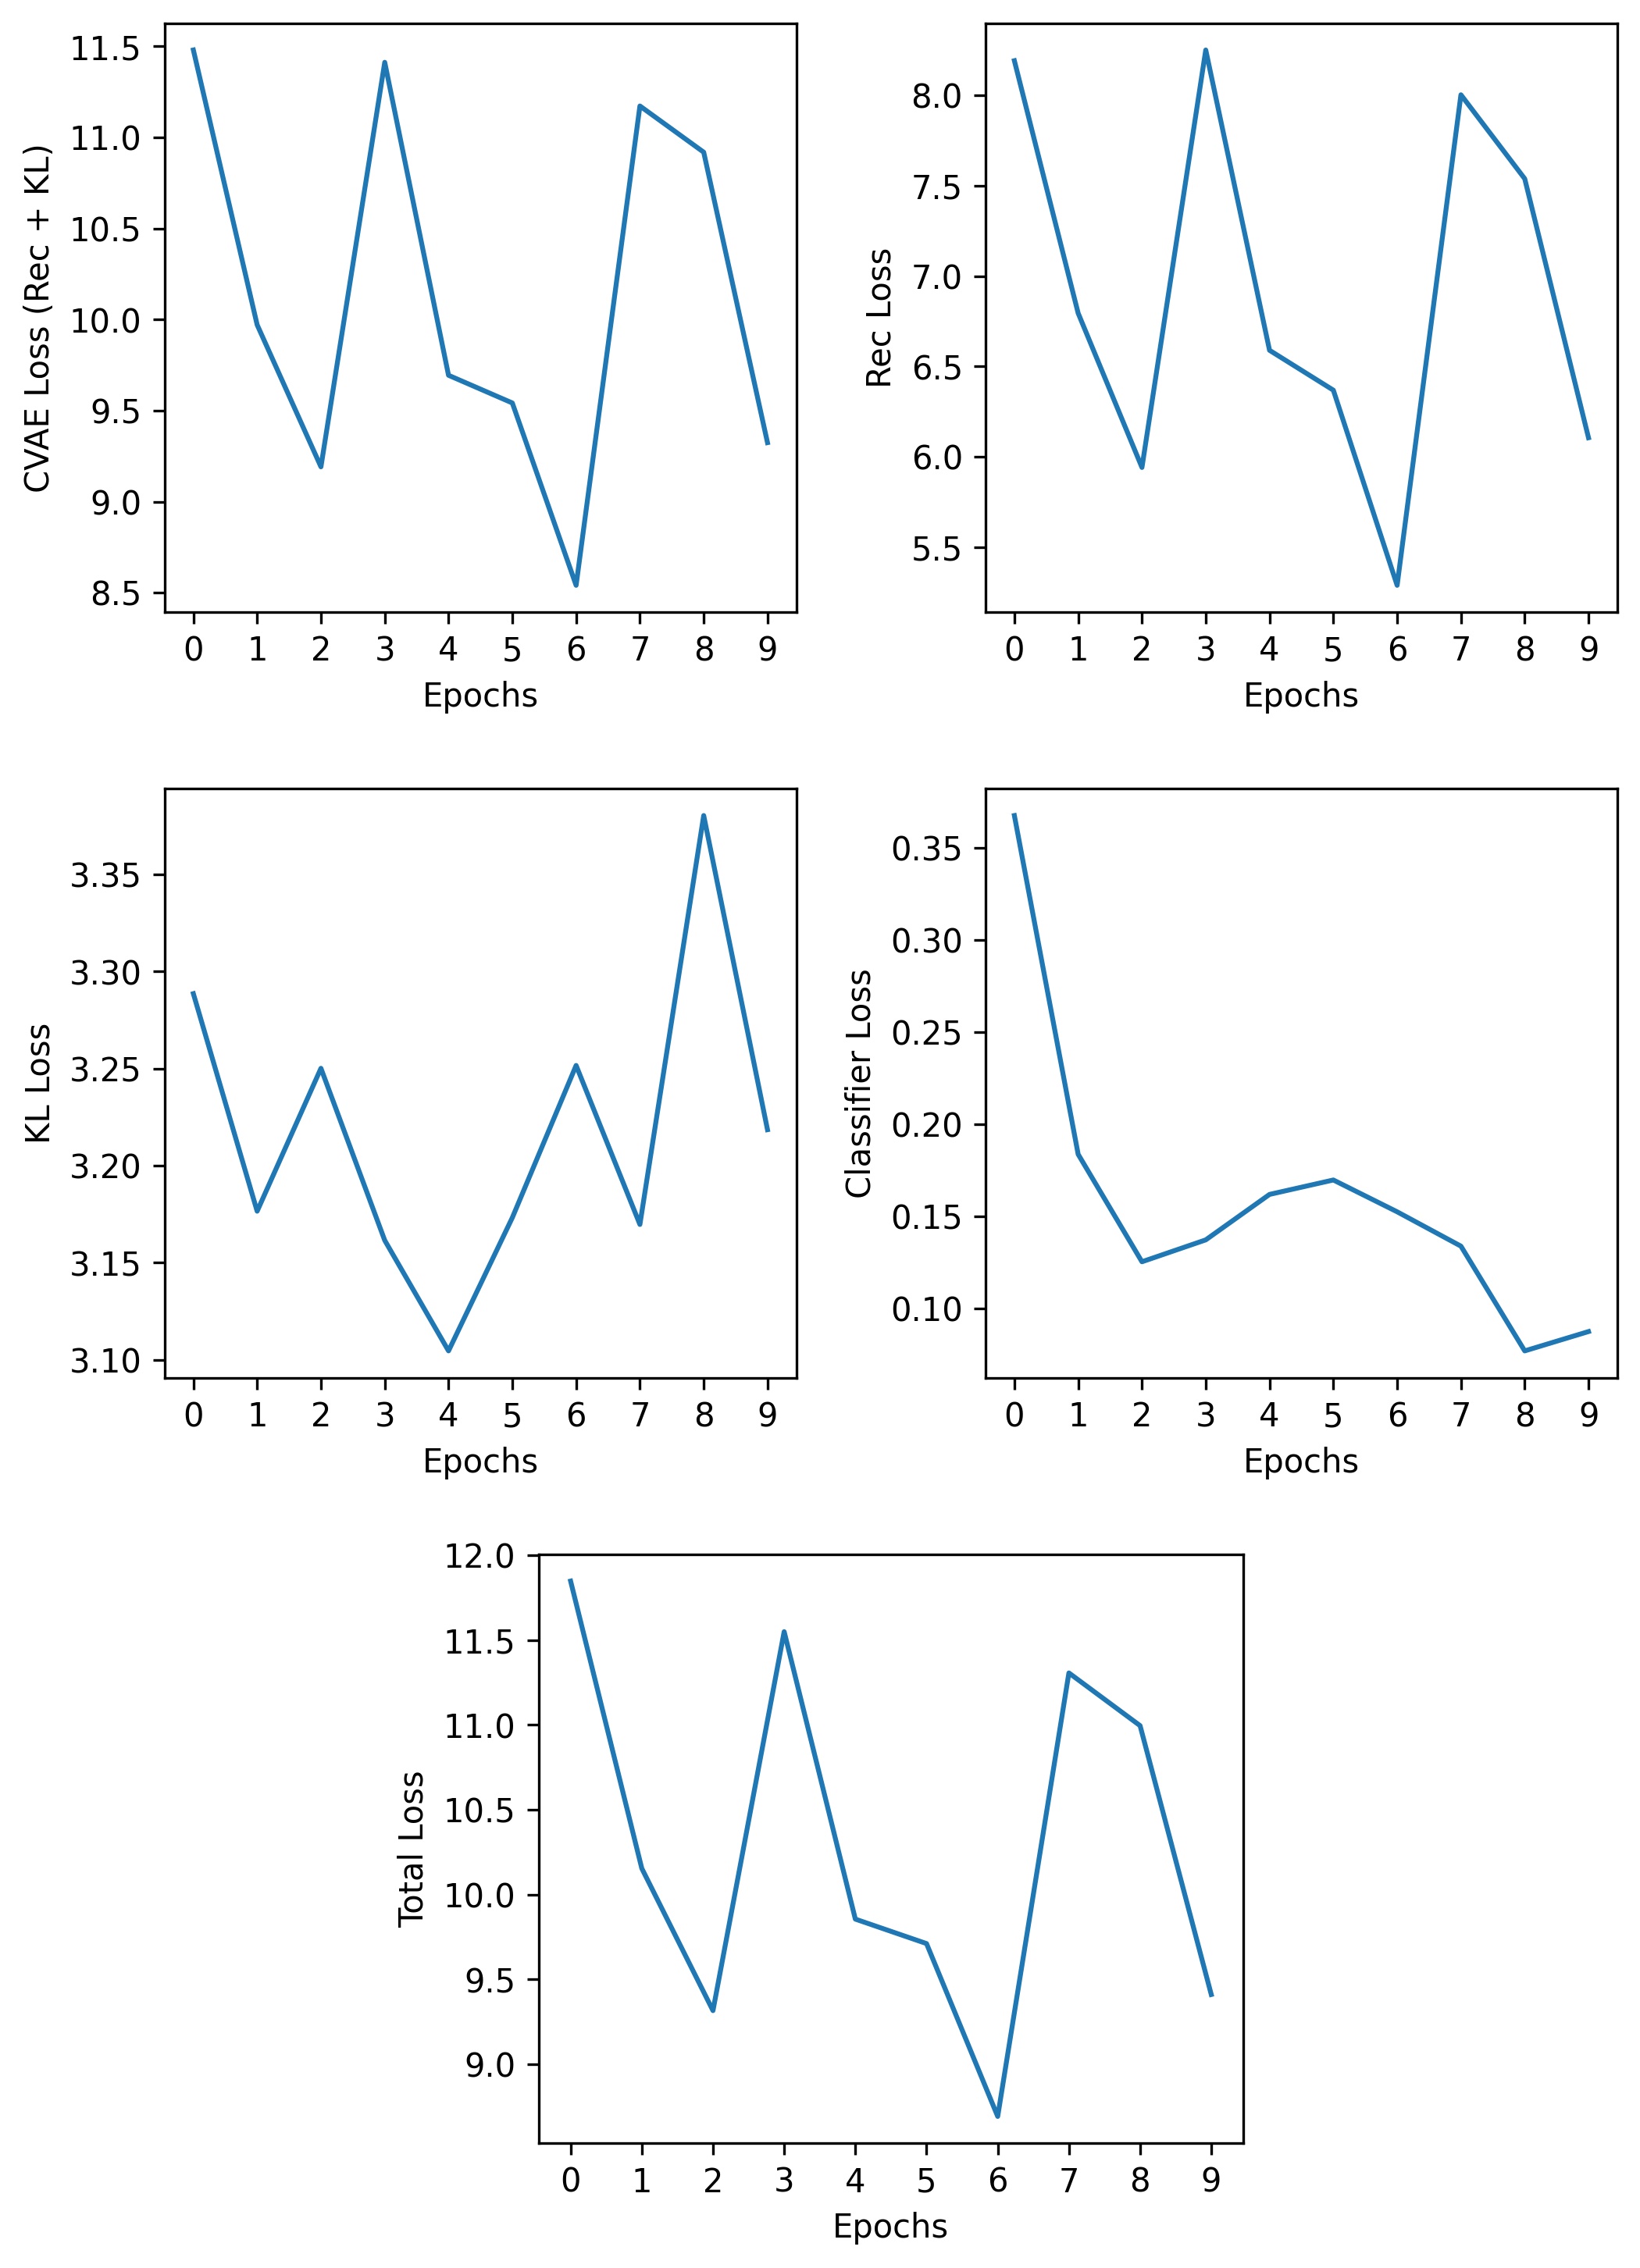 CVAE Loss (Rec + KL)
11.5
11.0
10.5
10.0
9.5
9.0
8.5
0 1 2 3 4 5 6 7 8 9
Epochs
Rec Loss
8.0
7.5
7.0
6.5
6.0
5.5
0 1 2 3 4 5 6 7 8 9
Epochs
KL Loss
3.35
3.30
3.25
3.20
3.15
3.10
0 1 2 3 4 5 6 7 8 9
Epochs
Classifier Loss
0.35
0.30
0.25
0.20
0.15
0.10
0 1 2 3 4 5 6 7 8 9
Epochs
Total Loss
12.0
11.5
11.0
10.5
10.0
9.5
9.0
0 1 2 3 4 5 6 7 8 9
Epochs